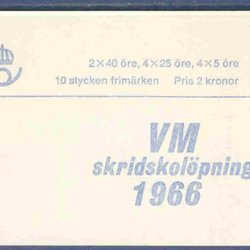 2×40 öre, 4×25 öre, 4×5 öre
10 stycken frimärken Pris 2 kronor
VM
skridskolöpning
1966